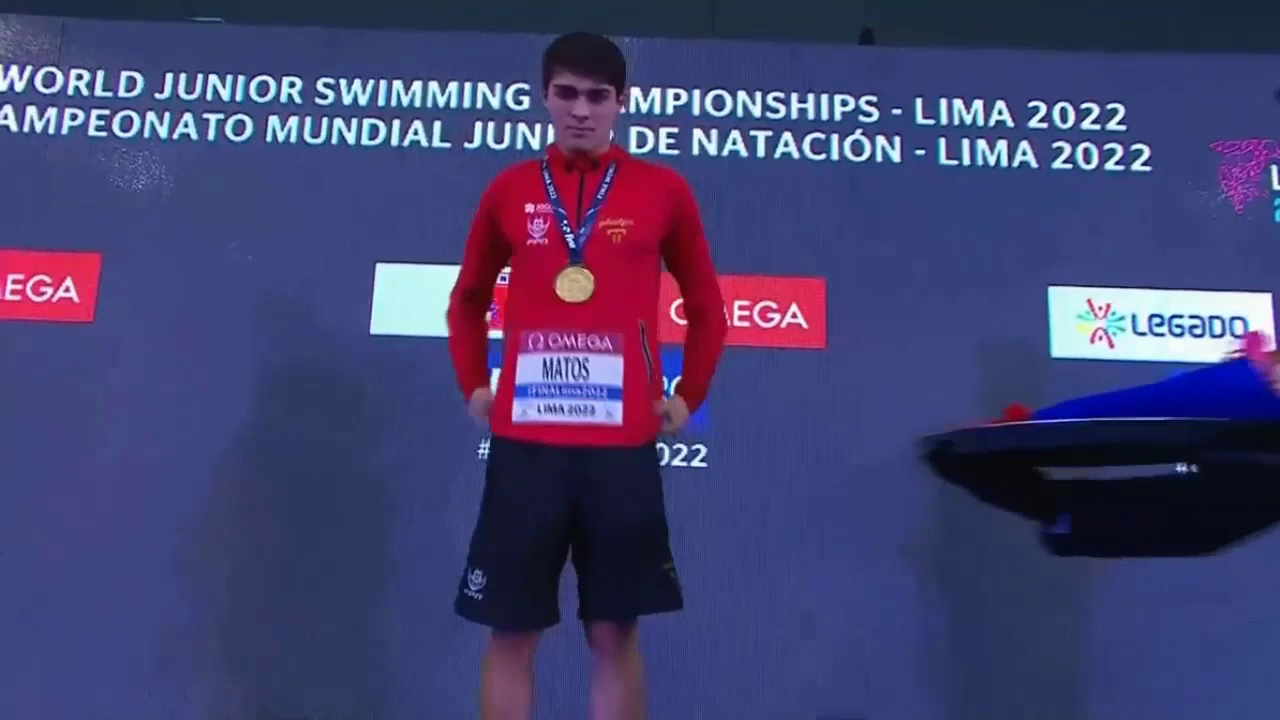 WORLD JUNIOR SWIMMING MPIONSHIPS - LIMA 2022
AMPEONATO MUNDIAL JUN DE NATACIÓN - LIMA 2022
EGA
OMEGA
LEGADO
OMEGA
MATOS
LIMA 2022
# 022